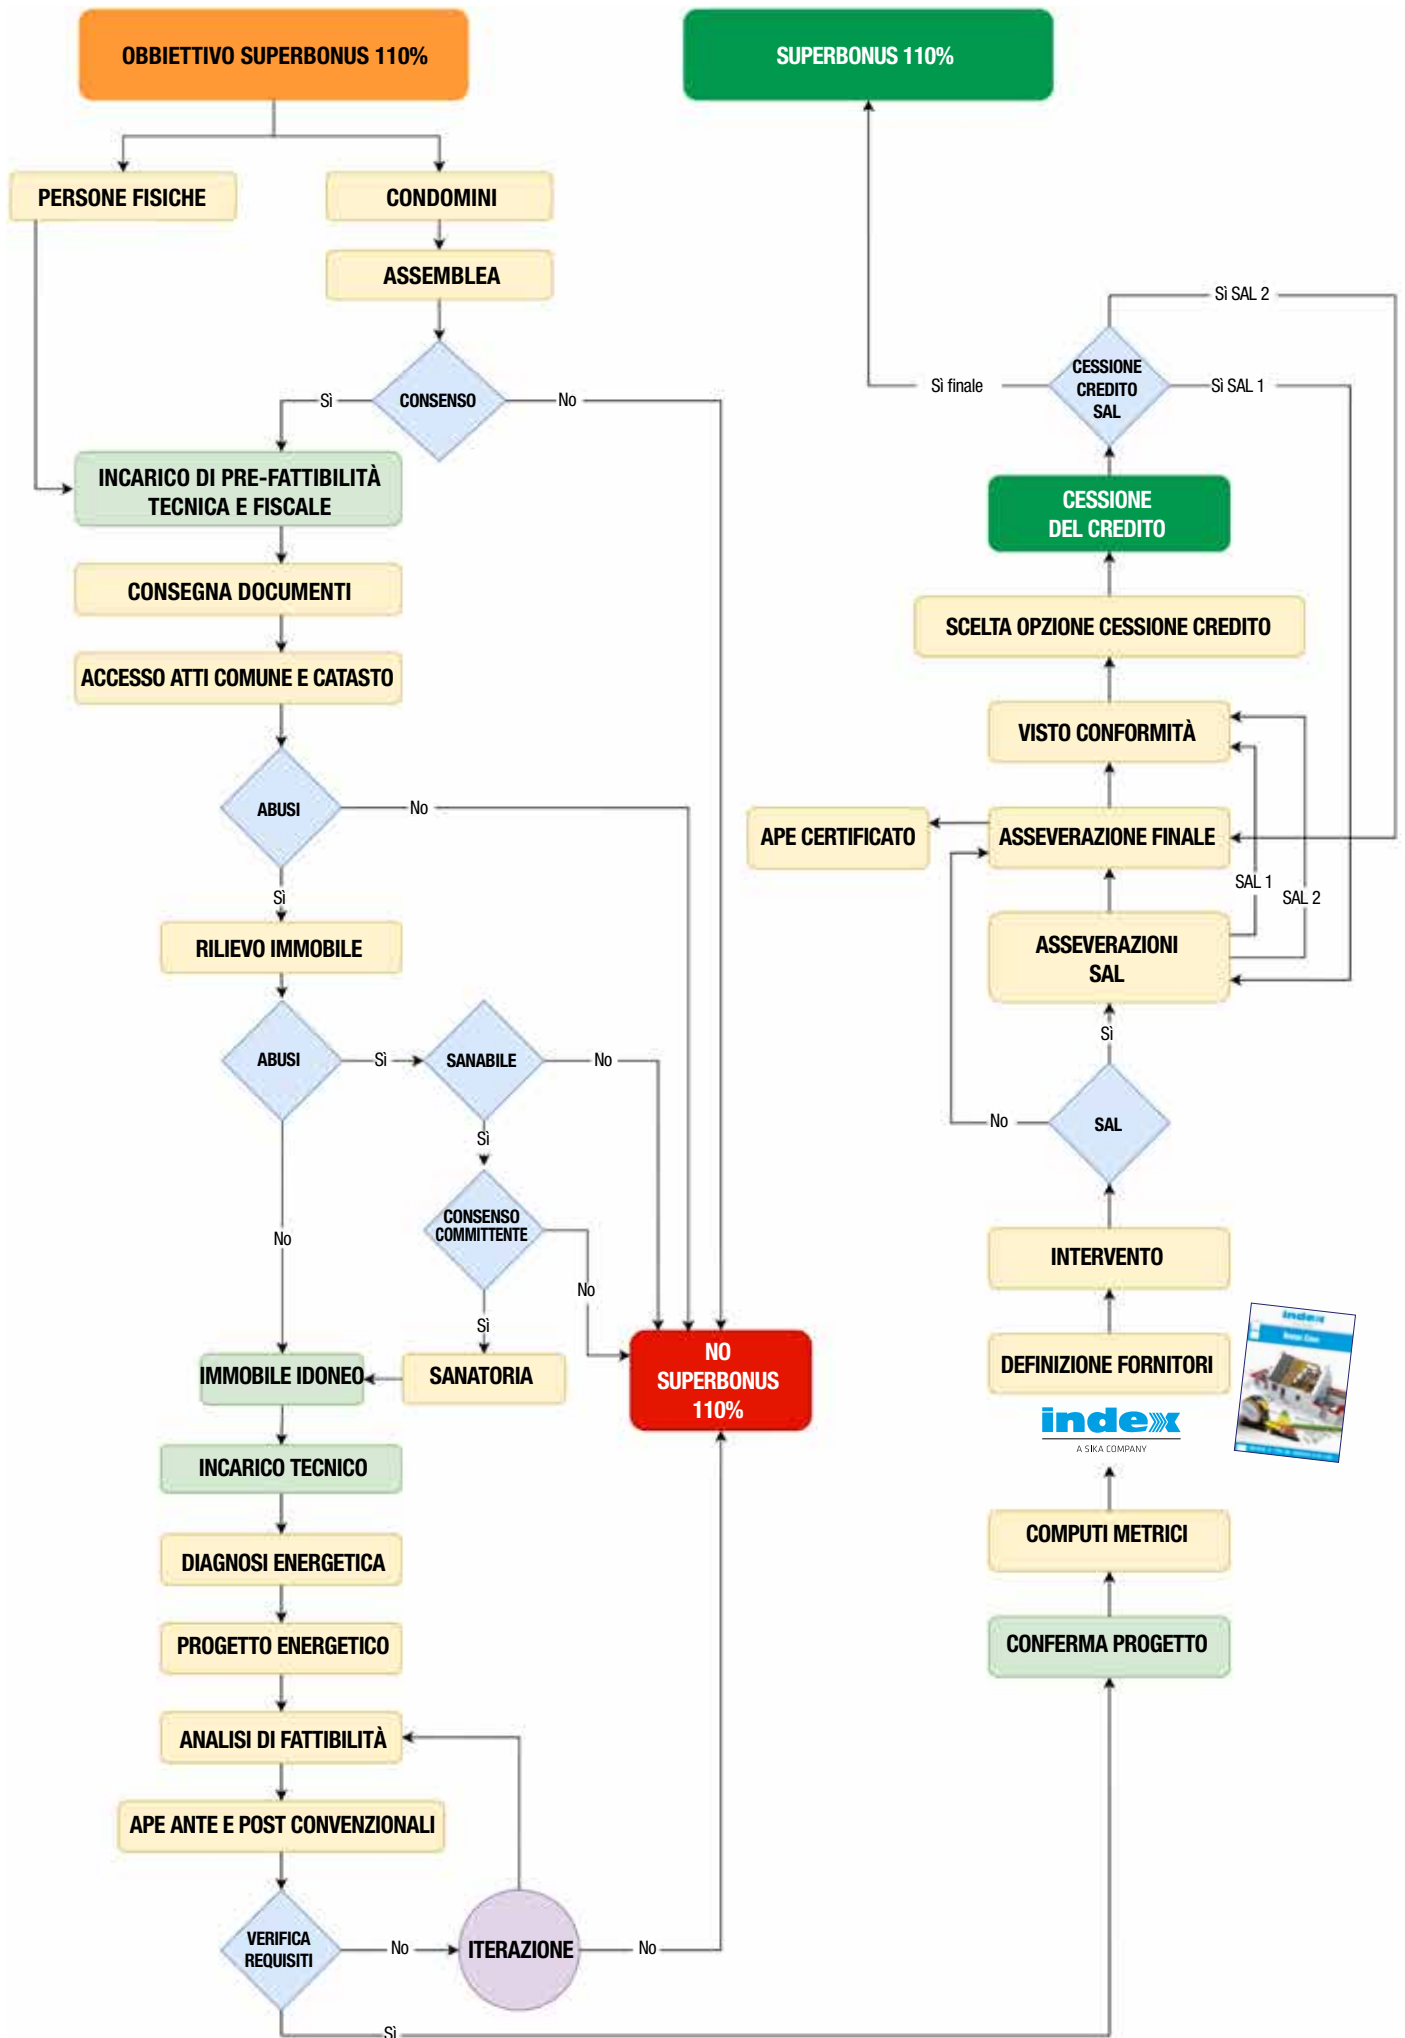 OBBIETTIVO SUPERBONUS 110%
PERSONE FISICHE
CONDOMINI
ASSEMBLEA
CONSENSO
Sì
No
INCARICO DI PRE-FATTIBILITÀ
TECNICA E FISCALE
CONSEGNA DOCUMENTI
ACCESSO ATTI COMUNE E CATASTO
ABUSI
No
Sì
RILIEVO IMMOBILE
ABUSI
Sì
SANABILE
No
Sì
CONSENSO
COMMITTENTE
No
No
Sì
IMMOBILE IDONEO
SANATORIA
NO
SUPERBONUS
110%
INCARICO TECNICO
DIAGNOSI ENERGETICA
PROGETTO ENERGETICO
ANALISI DI FATTIBILITÀ
APE ANTE E POST CONVENZIONALI
VERIFICA
REQUISITI
No
ITERAZIONE
No
Sì
SUPERBONUS 110%
Sì SAL 2
CESSIONE
CREDITO
SAL
Sì finale
Sì SAL 1
CESSIONE
DEL CREDITO
SCELTA OPZIONE CESSIONE CREDITO
VISTO CONFORMITÀ
APE CERTIFICATO
ASSEVERAZIONE FINALE
SAL 1
SAL 2
ASSEVERAZIONI
SAL
Sì
No
SAL
INTERVENTO
DEFINIZIONE FORNITORI
index
A SIKA COMPANY
index
COMPUTI METRICI
CONFERMA PROGETTO